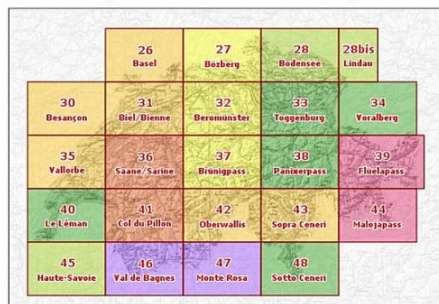 26 27 28 28bis
Basel Bözberg Bodensee Lindau
30 31 32 33 34
Besançon Biel/Bienne Beromünster Toggenburg Voralberg
35 36 37 38 39
Vallorbe Saane/Sarine Brünigpass Panixerpass Fluelapass
40 41 42 43 44
Le Léman Col du Pillon Oberwallis Sopra Ceneri Malojapass
45 46 47 48
Haute-Savoie Val de Bagnes Monte Rosa Sotto Ceneri